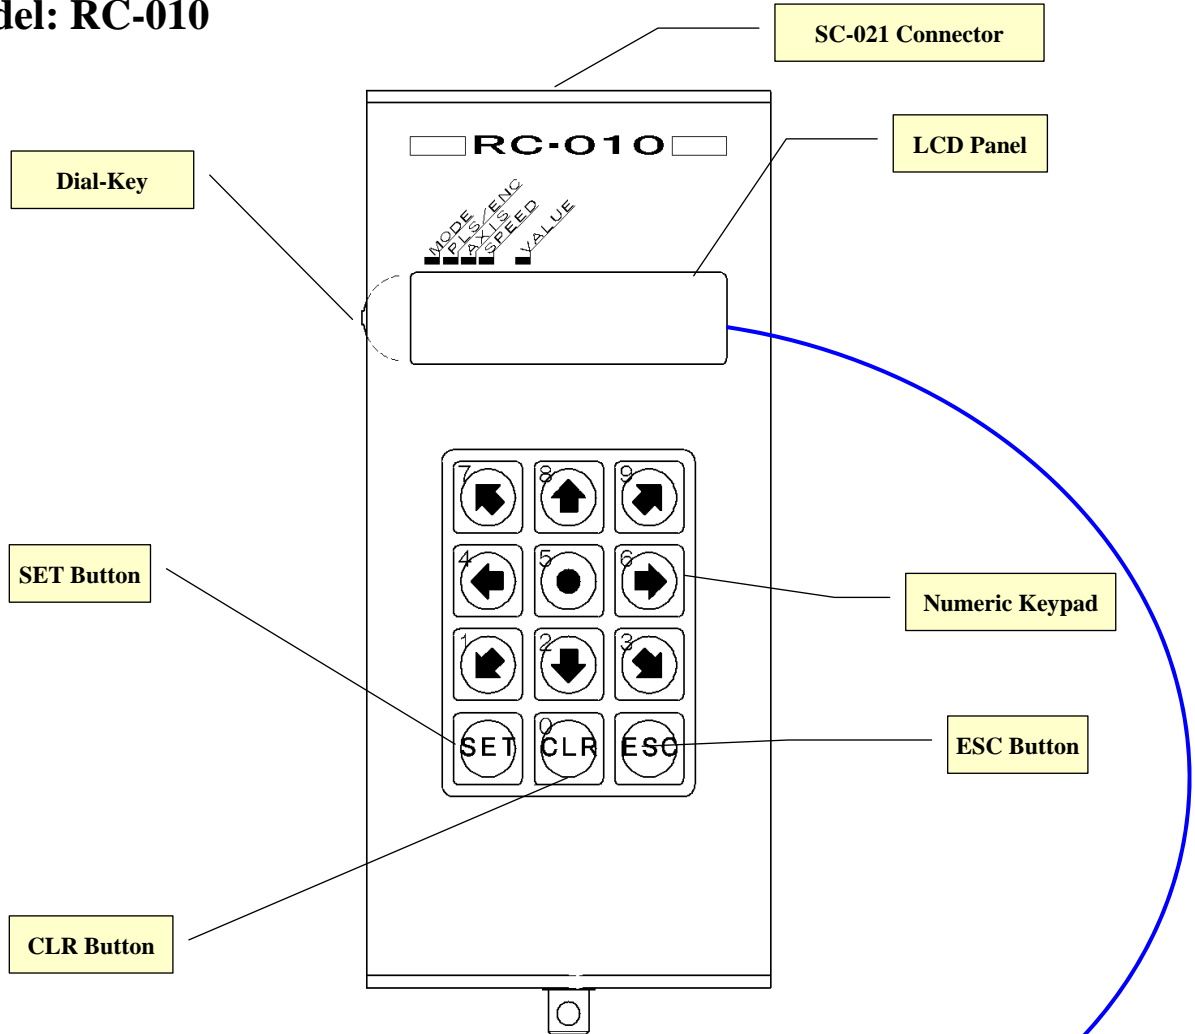 del: RC-010
SC-021 Connector
RC-010
LCD Panel
Dial-Key
MODE
PLS/ENC
AXIS
SPEED
VALUE
7 8 9
4 5 6
SET Button
Numeric Keypad
1 2 3
0
SET CLR ESC
ESC Button
CLR Button